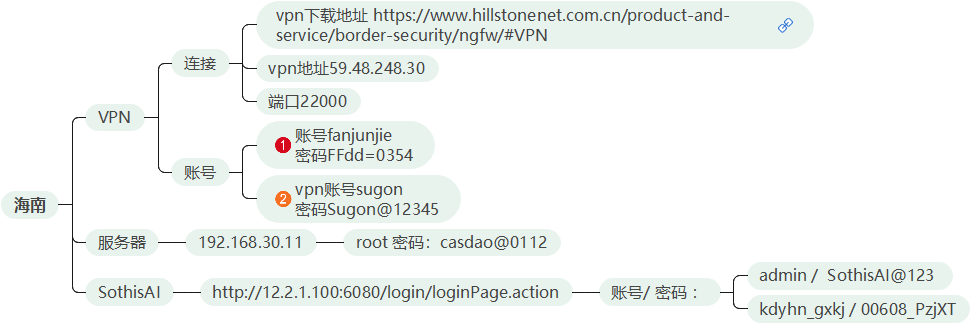 vpn下载地址 https://www.hillstonenet.com.cn/product-and-
service/border-security/ngfw/#VPN
连接
vpn地址59.48.248.30
端口22000
VPN
1 账号fanjunjie
密码FFdd=0354
账号
2 vpn账号sugon
密码Sugon@12345
海南
服务器 192.168.30.11 root 密码：casdao@0112
SothisAI http://12.2.1.100:6080/login/loginPage.action 账号/ 密码：
admin / SothisAI@123
kdyhn_gxkj / 00608_PzjXT